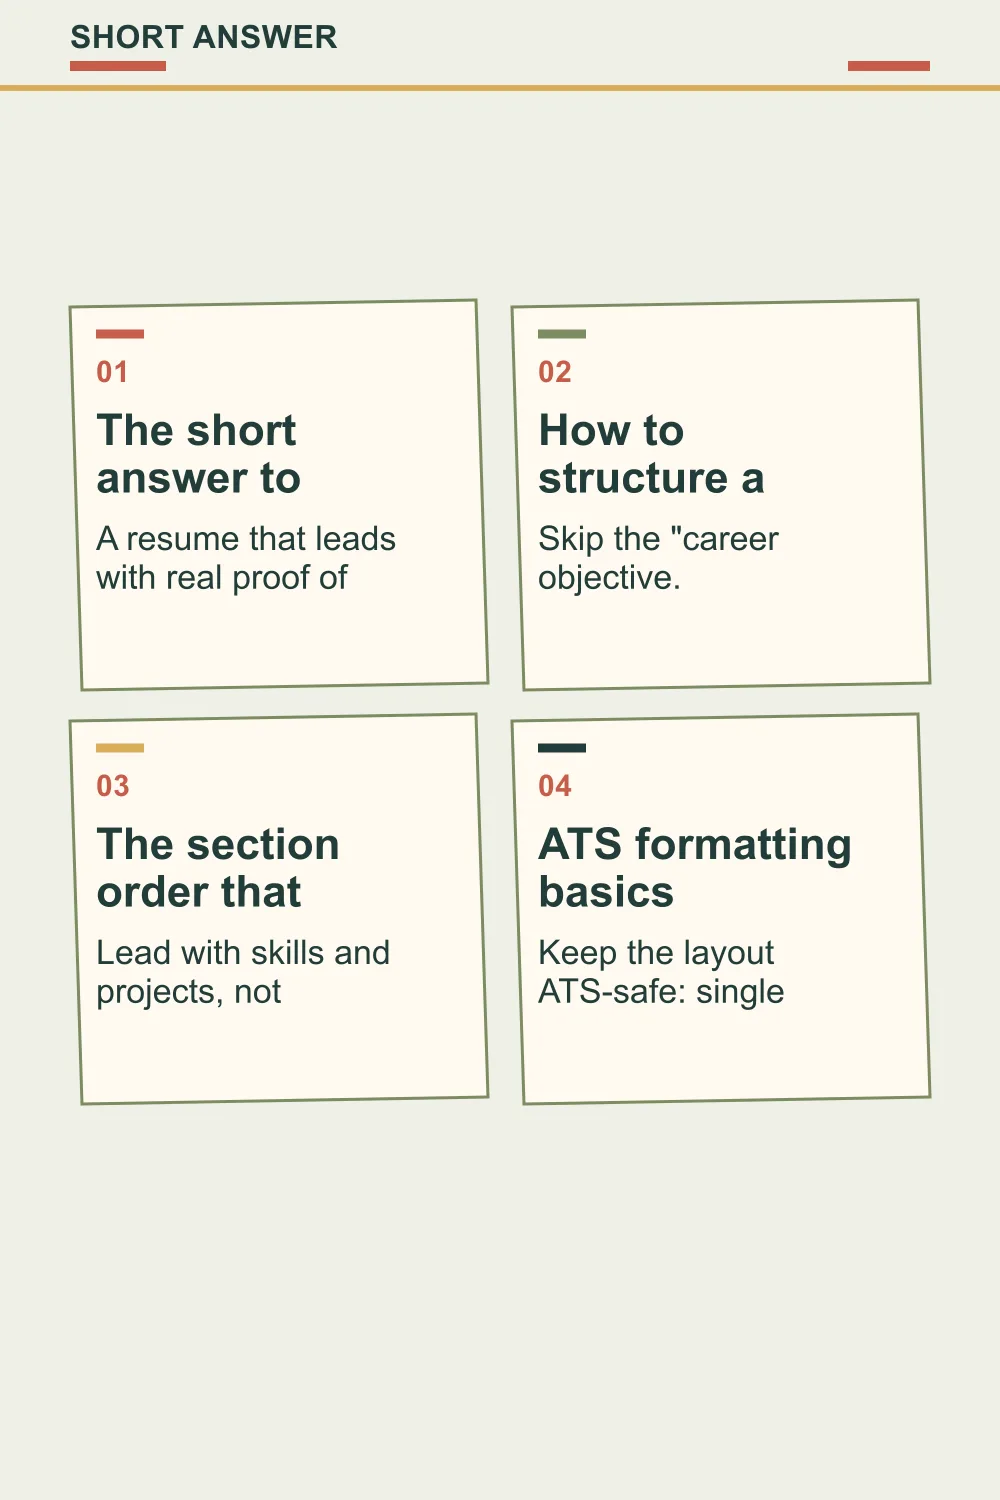 SHORT ANSWER
01
The short
answer to
A resume that leads
with real proof of
02
How to
structure a
Skip the "career
objective.
03
The section
order that
Lead with skills and
projects, not
04
ATS formatting
basics
Keep the layout
ATS-safe: single